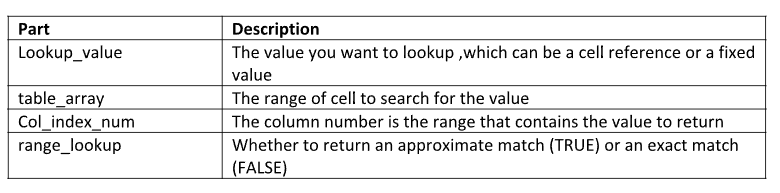 Part Description
Lookup_value The value you want to lookup ,which can be a cell reference or a fixed
value
table_array The range of cell to search for the value
Col_index_num The column number is the range that contains the value to return
range_lookup Whether to return an approximate match (TRUE) or an exact match
(FALSE)